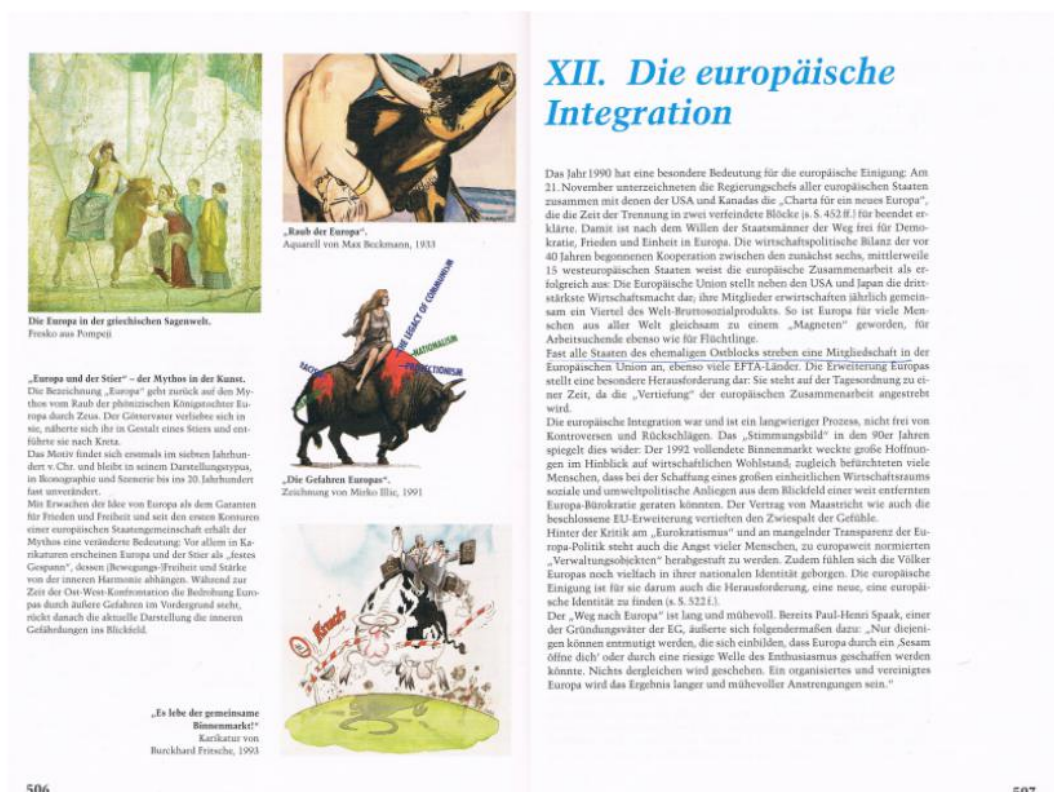 Die Europa in der griechischen Sagenwelt.
Fresko aus Pompeji
„Europa und der Stier“ – der Mythos in der Kunst.
Die Bezeichnung „Europa“ geht zurück auf den My-
thos vom Raub der phönizischen Königstochter Eu-
ropa durch Zeus. Der Göttervater verliebte sich in
sie, näherte sich ihr in Gestalt eines Stiers und ent-
führte sie nach Kreta.
Das Motiv findet sich erstmals im siebten Jahrhun-
dert v. Chr. und bleibt in seinem Darstellungstypus,
in Ikonographie und Szenerie bis ins 20. Jahrhundert
fast unverändert.
Mit Erwachen der Idee von Europa als dem Garanten
für Frieden und Freiheit und seit den ersten Konturen
einer europäischen Staatengemeinschaft erhält der
Mythos eine veränderte Bedeutung: Vor allem in Ka-
rikaturen erscheinen Europa und der Stier als „festes
Gespann“, dessen (Bewegungs-)Freiheit und Stärke
von der inneren Harmonie abhängen. Während zur
Zeit der Ost-West-Konfrontation die Bedrohung Euro-
pas durch äußere Gefahren im Vordergrund steht,
rückt danach die aktuelle Darstellung die inneren
Gefährdungen ins Blickfeld.
„Raub der Europa“.
Aquarell von Max Beckmann, 1933
THE LEGACY OF COMMUNISM
NATIONALISM
PROTECTIONISM
„Die Gefahren Europas“.
Zeichnung von Mirko Illic, 1991
„Es lebe der gemeinsame
Binnenmarkt!“
Karikatur von
Burckhard Fritsche, 1993
506
XII. Die europäische
Integration
Das Jahr 1990 hat eine besondere Bedeutung für die europäische Einigung: Am
21. November unterzeichneten die Regierungschefs aller europäischen Staaten
zusammen mit denen der USA und Kanadas die „Charta für ein neues Europa“,
die die Zeit der Trennung in zwei verfeindete Blöcke (s. S. 452 ff.) für beendet er-
klärte. Damit ist nach dem Willen der Staatsmänner der Weg frei für Demo-
kratie, Frieden und Einheit in Europa. Die wirtschaftspolitische Bilanz der vor
40 Jahren begonnenen Kooperation zwischen den zunächst sechs, mittlerweile
15 westeuropäischen Staaten weist die europäische Zusammenarbeit als er-
folgreich aus: Die Europäische Union stellt neben den USA und Japan die dritt-
stärkste Wirtschaftsmacht dar; ihre Mitglieder erwirtschaften jährlich gemein-
sam ein Viertel des Welt-Bruttosozialprodukts. So ist Europa für viele Men-
schen aus aller Welt gleichsam zu einem „Magneten“ geworden, für
Arbeitsuchende ebenso wie für Flüchtlinge.
Fast alle Staaten des ehemaligen Ostblocks streben eine Mitgliedschaft in der
Europäischen Union an, ebenso viele EFTA-Länder. Die Erweiterung Europas
stellt eine besondere Herausforderung dar: Sie steht auf der Tagesordnung zu ei-
ner Zeit, da die „Vertiefung“ der europäischen Zusammenarbeit angestrebt
wird.
Die europäische Integration war und ist ein langwieriger Prozess, nicht frei von
Kontroversen und Rückschlägen. Das „Stimmungsbild“ in den 90er Jahren
spiegelt dies wider: Der 1992 vollendete Binnenmarkt weckte große Hoffnun-
gen im Hinblick auf wirtschaftlichen Wohlstand; zugleich befürchteten viele
Menschen, dass bei der Schaffung eines großen einheitlichen Wirtschaftsraums
soziale und umweltpolitische Anliegen aus dem Blickfeld einer weit entfernten
Europa-Bürokratie geraten könnten. Der Vertrag von Maastricht wie auch die
beschlossene EU-Erweiterung vertieften den Zwiespalt der Gefühle.
Hinter der Kritik am „Eurokratismus“ und an mangelnder Transparenz der Eu-
ropa-Politik steht auch die Angst vieler Menschen, zu europaweit normierten
„Verwaltungsobjekten“ herabgestuft zu werden. Zudem fühlen sich die Völker
Europas noch vielfach in ihrer nationalen Identität geborgen. Die europäische
Einigung ist für sie darum auch die Herausforderung, eine neue, eine europäi-
sche Identität zu finden (s. S. 522 f.).
Der „Weg nach Europa“ ist lang und mühevoll. Bereits Paul-Henri Spaak, einer
der Gründungsväter der EG, äußerte sich folgendermaßen dazu: „Nur diejeni-
gen können entmutigt werden, die sich einbilden, dass Europa durch ein ‚Sesam
öffne dich‘ oder durch eine riesige Welle des Enthusiasmus geschaffen werden
könnte. Nichts dergleichen wird geschehen. Ein organisiertes und vereinigtes
Europa wird das Ergebnis langer und mühevoller Anstrengungen sein.“
507